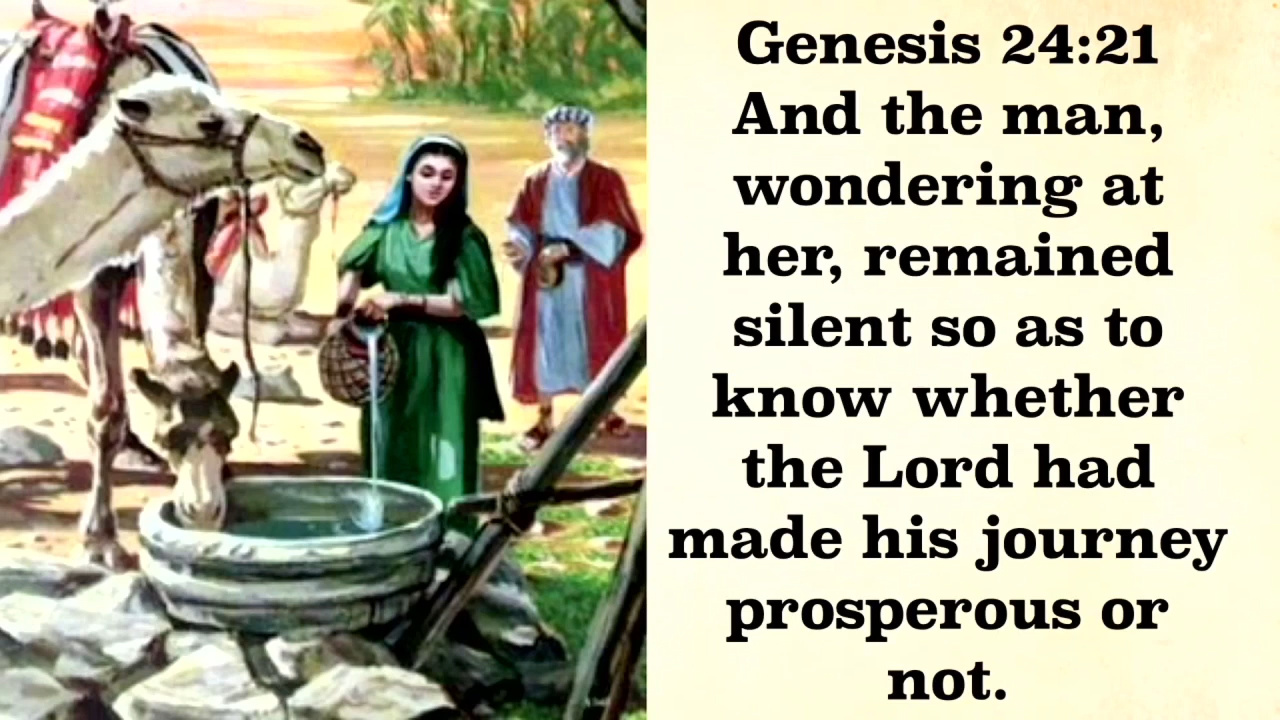 Genesis 24:21
And the man,
wondering at
her, remained
silent so as to
know whether
the Lord had
made his journey
prosperous or
not.